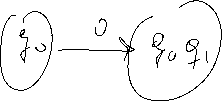 0
q₀ → q₀ q₁